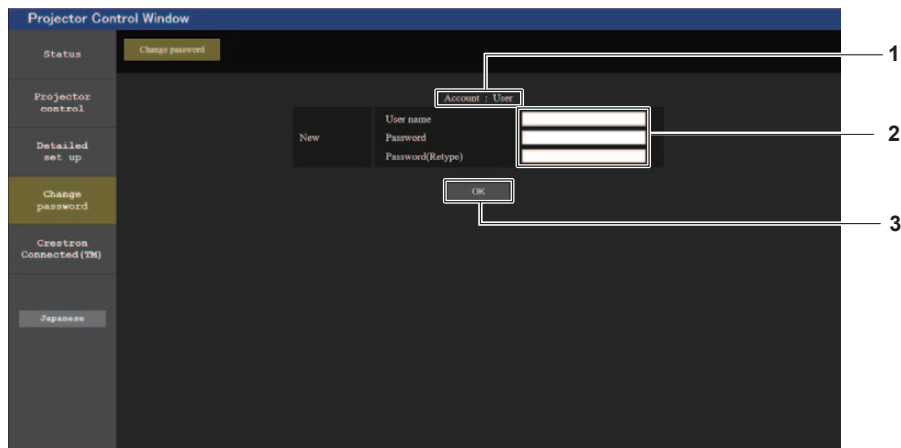 Projector Control Window
Status
Change password
1
Projector
control
Account : User
User name
2
New
Password
Detailed
set up
Password(Retype)
Change
password
OK
3
Crestron
Connected(TM)
Japanese